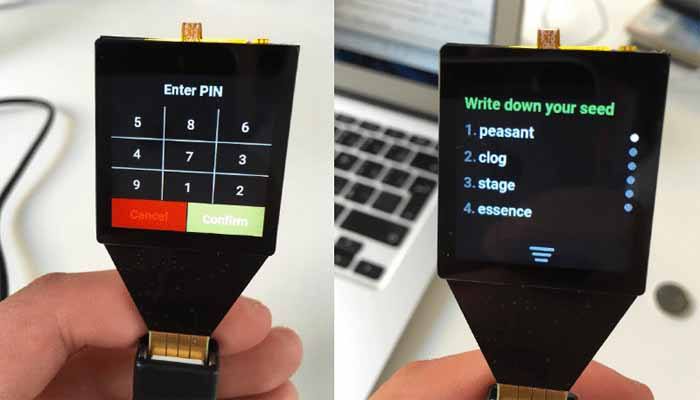 Enter PIN
5 8 6
4 7 3
9 1 2
Cancel Confirm
Write down your seed
1. peasant
2. clog
3. stage
4. essence